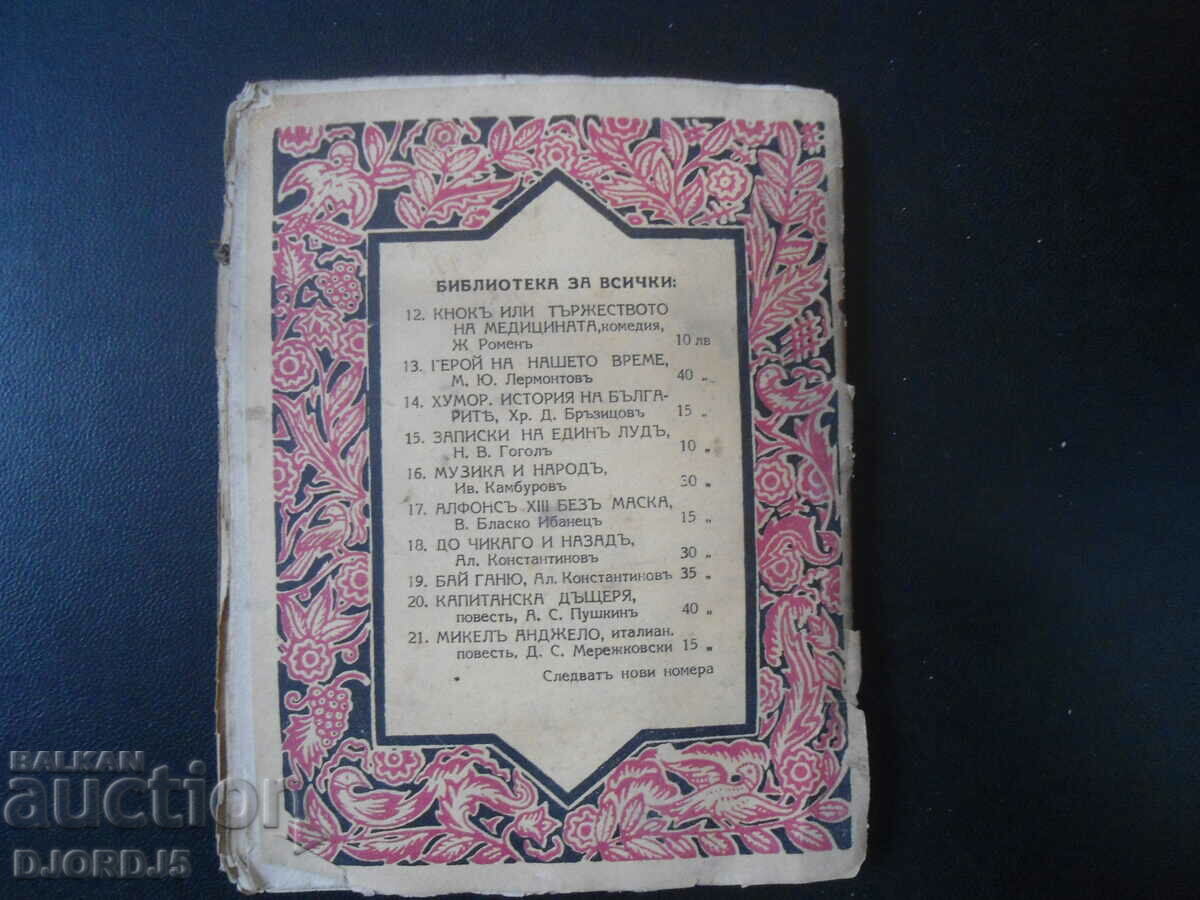 БИБЛИОТЕКА ЗА ВСИЧКИ:
12. КНОКЪ ИЛИ ТЪРЖЕСТВОТО
НА МЕДИЦИНАТА, комедия,
Ж. Роменъ 10 лв
13. ГЕРОЙ НА НАШЕТО ВРЕМЕ,
М. Ю. Лермонтовъ 40 „
14. ХУМОР. ИСТОРИЯ НА БЪЛГА-
РИТѢ, Хр. Д. Бръзицовъ 15 „
15. ЗАПИСКИ НА ЕДИНЪ ЛУДЪ,
Н. В. Гоголъ 10 „
16. МУЗИКА И НАРОДЪ,
Ив. Камбуровъ 30 „
17. АЛФОНСЪ XIII БЕЗЪ МАСКА,
В. Бласко Ибанецъ 15 „
18. ДО ЧИКАГО И НАЗАДЪ,
Ал. Константиновъ 30 „
19. БАЙ ГАНЮ, Ал. Константиновъ 35 „
20. КАПИТАНСКА ДЪЩЕРЯ,
повесть, А. С. Пушкинъ 40 „
21. МИКЕЛЪ АНДЖЕЛО, италиан.
повесть, Д. С. Мережковски 15 „
Следватъ нови номера
BALKAN
auction
DJORDJ5